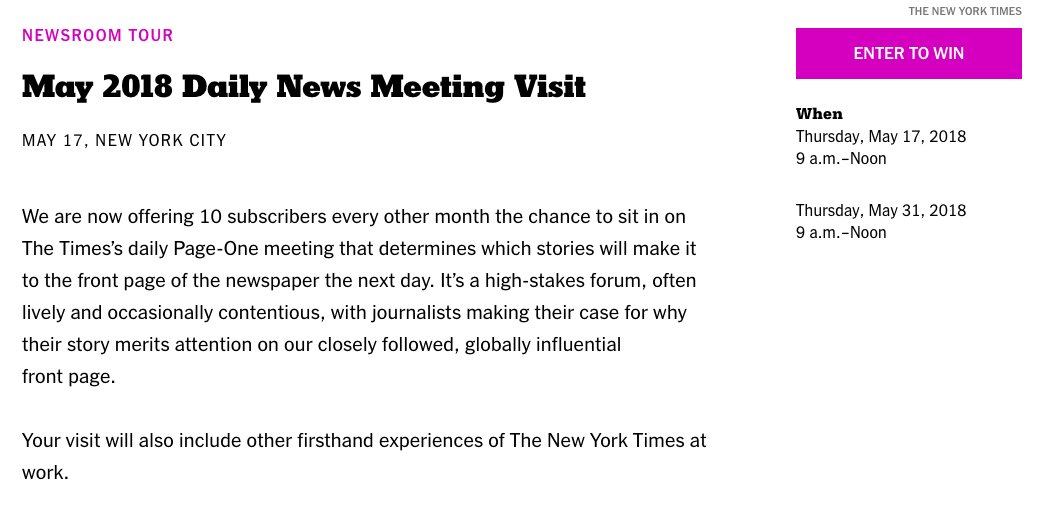 THE NEW YORK TIMES
NEWSROOM TOUR
May 2018 Daily News Meeting Visit
MAY 17, NEW YORK CITY
We are now offering 10 subscribers every other month the chance to sit in on
The Times’s daily Page-One meeting that determines which stories will make it
to the front page of the newspaper the next day. It’s a high-stakes forum, often
lively and occasionally contentious, with journalists making their case for why
their story merits attention on our closely followed, globally influential
front page.
Your visit will also include other firsthand experiences of The New York Times at
work.
ENTER TO WIN
When
Thursday, May 17, 2018
9 a.m.–Noon
Thursday, May 31, 2018
9 a.m.–Noon